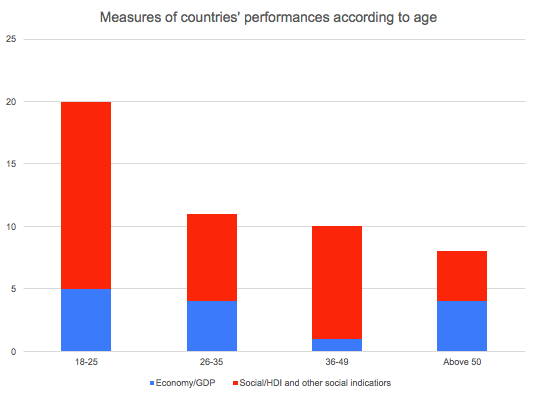 Measures of countries' performances according to age
25
20
15
10
5
0
18-25 26-35 36-49 Above 50
Economy/GDP Social/HDI and other social indicatiors